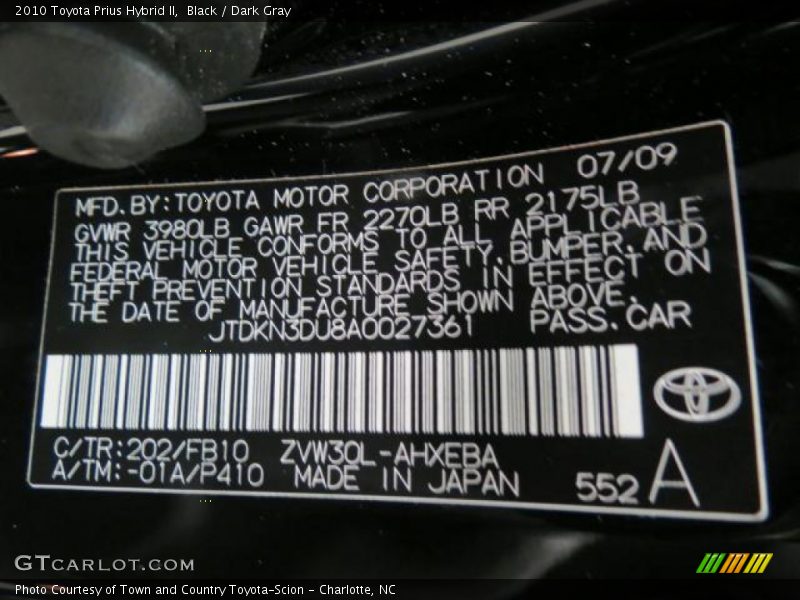 2010 Toyota Prius Hybrid II, Black / Dark Gray
MFD.BY:TOYOTA MOTOR CORPORATION 07/09
GVWR 3980LB GAWR FR 2270LB RR 2175LB
THIS VEHICLE CONFORMS TO ALL APPLICABLE
FEDERAL MOTOR VEHICLE SAFETY,BUMPER,AND
THEFT PREVENTION STANDARDS IN EFFECT ON
THE DATE OF MANUFACTURE SHOWN ABOVE.
JTDKN3DU8A0027361 PASS.CAR
C/TR:202/FB10 ZVW30L-AHXEBA
A/TM:-01A/P410 MADE IN JAPAN
552 A
GTCARLOT.COM
Photo Courtesy of Town and Country Toyota-Scion - Charlotte, NC